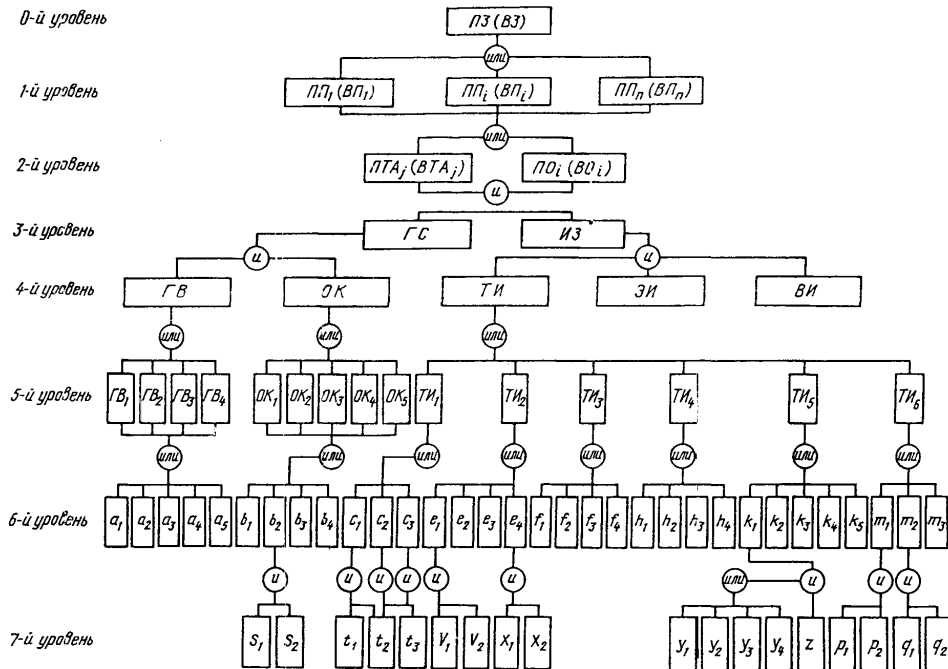 0-й уровень ПЗ (ВЗ)
или
1-й уровень ПП₁ (ВП₁) ППᵢ (ВПᵢ) ППₙ (ВПₙ)
или
2-й уровень ПТАⱼ (ВТАⱼ) ПОᵢ (ВОᵢ)
и
3-й уровень ГС ИЗ
и и
4-й уровень ГВ ОК ТИ ЭИ ВИ
или или или
5-й уровень ГВ₁ ГВ₂ ГВ₃ ГВ₄ ОК₁ ОК₂ ОК₃ ОК₄ ОК₅ ТИ₁ ТИ₂ ТИ₃ ТИ₄ ТИ₅ ТИ₆
или или или или или или или или
6-й уровень a₁ a₂ a₃ a₄ a₅ b₁ b₂ b₃ b₄ c₁ c₂ c₃ e₁ e₂ e₃ e₄ f₁ f₂ f₃ f₄ h₁ h₂ h₃ h₄ k₁ k₂ k₃ k₄ k₅ m₁ m₂ m₃
и и и и и и или и и и
7-й уровень s₁ s₂ t₁ t₂ t₃ V₁ V₂ X₁ X₂ y₁ y₂ y₃ y₄ z p₁ p₂ q₁ q₂